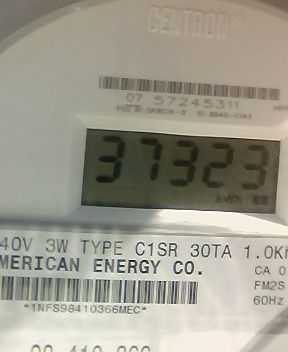 CENTRON®
07 57245311
37323
kWh
40V 3W TYPE C1SR 30TA 1.0K
MERICAN ENERGY CO.
CA 0
FM2S
60Hz
*1NFS98410366MEC*